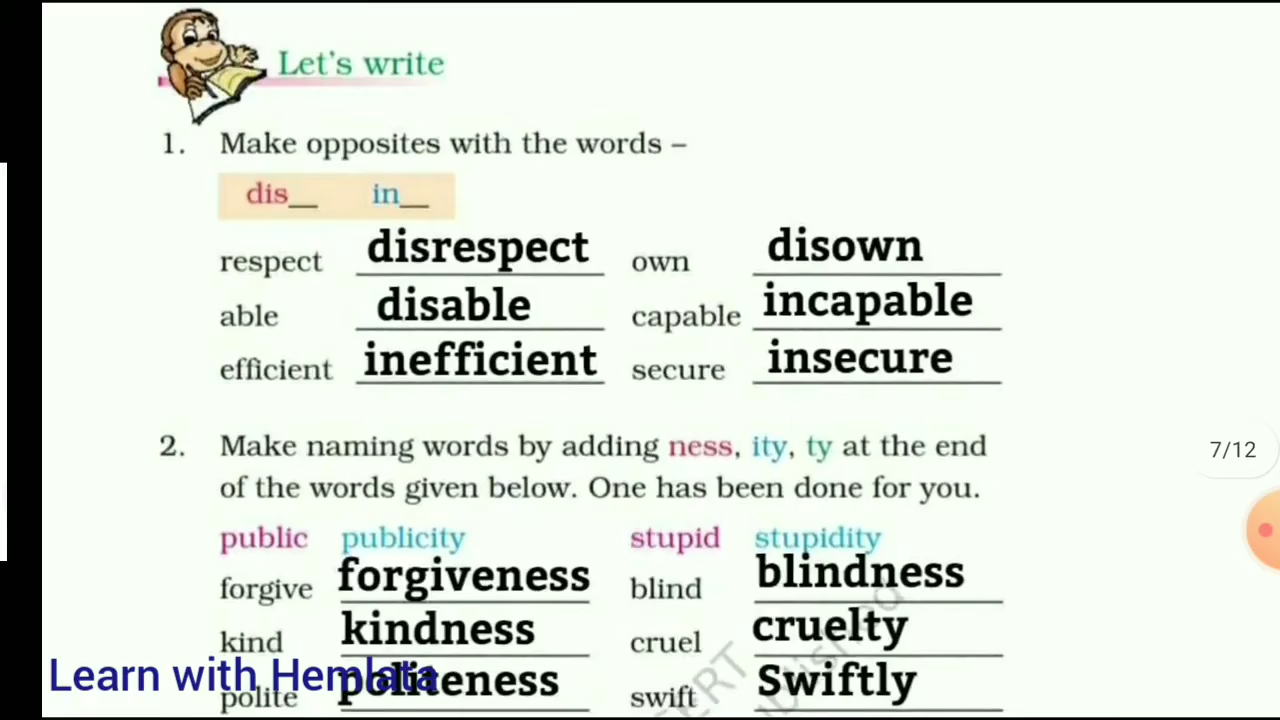 Let's write
1. Make opposites with the words –
dis__ in__
respect disrespect own disown
able disable capable incapable
efficient inefficient secure insecure
2. Make naming words by adding ness, ity, ty at the end
of the words given below. One has been done for you.
7/12
public publicity stupid stupidity
forgive forgiveness blind blindness
kind kindness cruel cruelty
Learn with Hemlata
polite politeness swift Swiftly